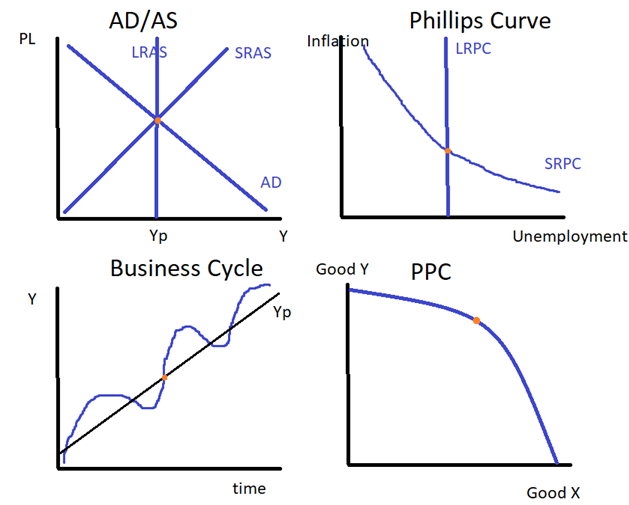 AD/AS
PL
LRAS
SRAS
AD
Yp
Y
Phillips Curve
Inflation
LRPC
SRPC
Unemployment
Business Cycle
Y
Yp
time
PPC
Good Y
Good X